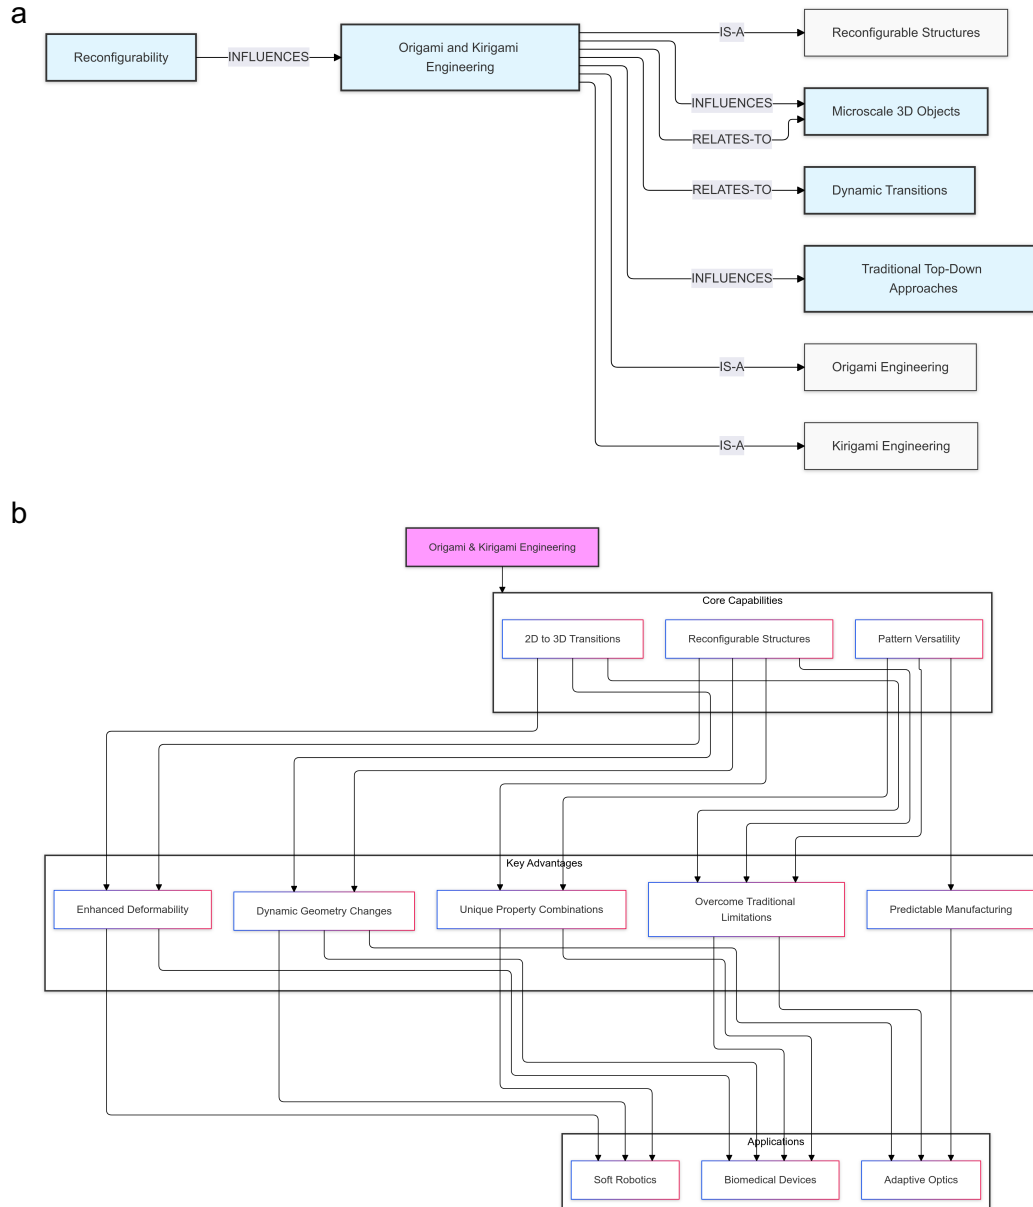 a
Reconfigurability
INFLUENCES
Origami and Kirigami
Engineering
IS-A
Reconfigurable Structures
INFLUENCES
Microscale 3D Objects
RELATES-TO
RELATES-TO
Dynamic Transitions
INFLUENCES
Traditional Top-Down
Approaches
IS-A
Origami Engineering
IS-A
Kirigami Engineering
b
Origami & Kirigami Engineering
Core Capabilities
2D to 3D Transitions
Reconfigurable Structures
Pattern Versatility
Key Advantages
Enhanced Deformability
Dynamic Geometry Changes
Unique Property Combinations
Overcome Traditional
Limitations
Predictable Manufacturing
Applications
Soft Robotics
Biomedical Devices
Adaptive Optics